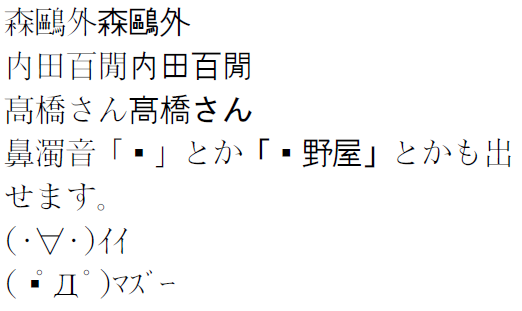 森鷗外森鷗外
内田百閒内田百閒
髙橋さん髙橋さん
鼻濁音「▪」とか「▪野屋」とかも出
せます。
(・∀・)ｲｲ
( ▪゚Д゚)ﾏｽﾞｰ